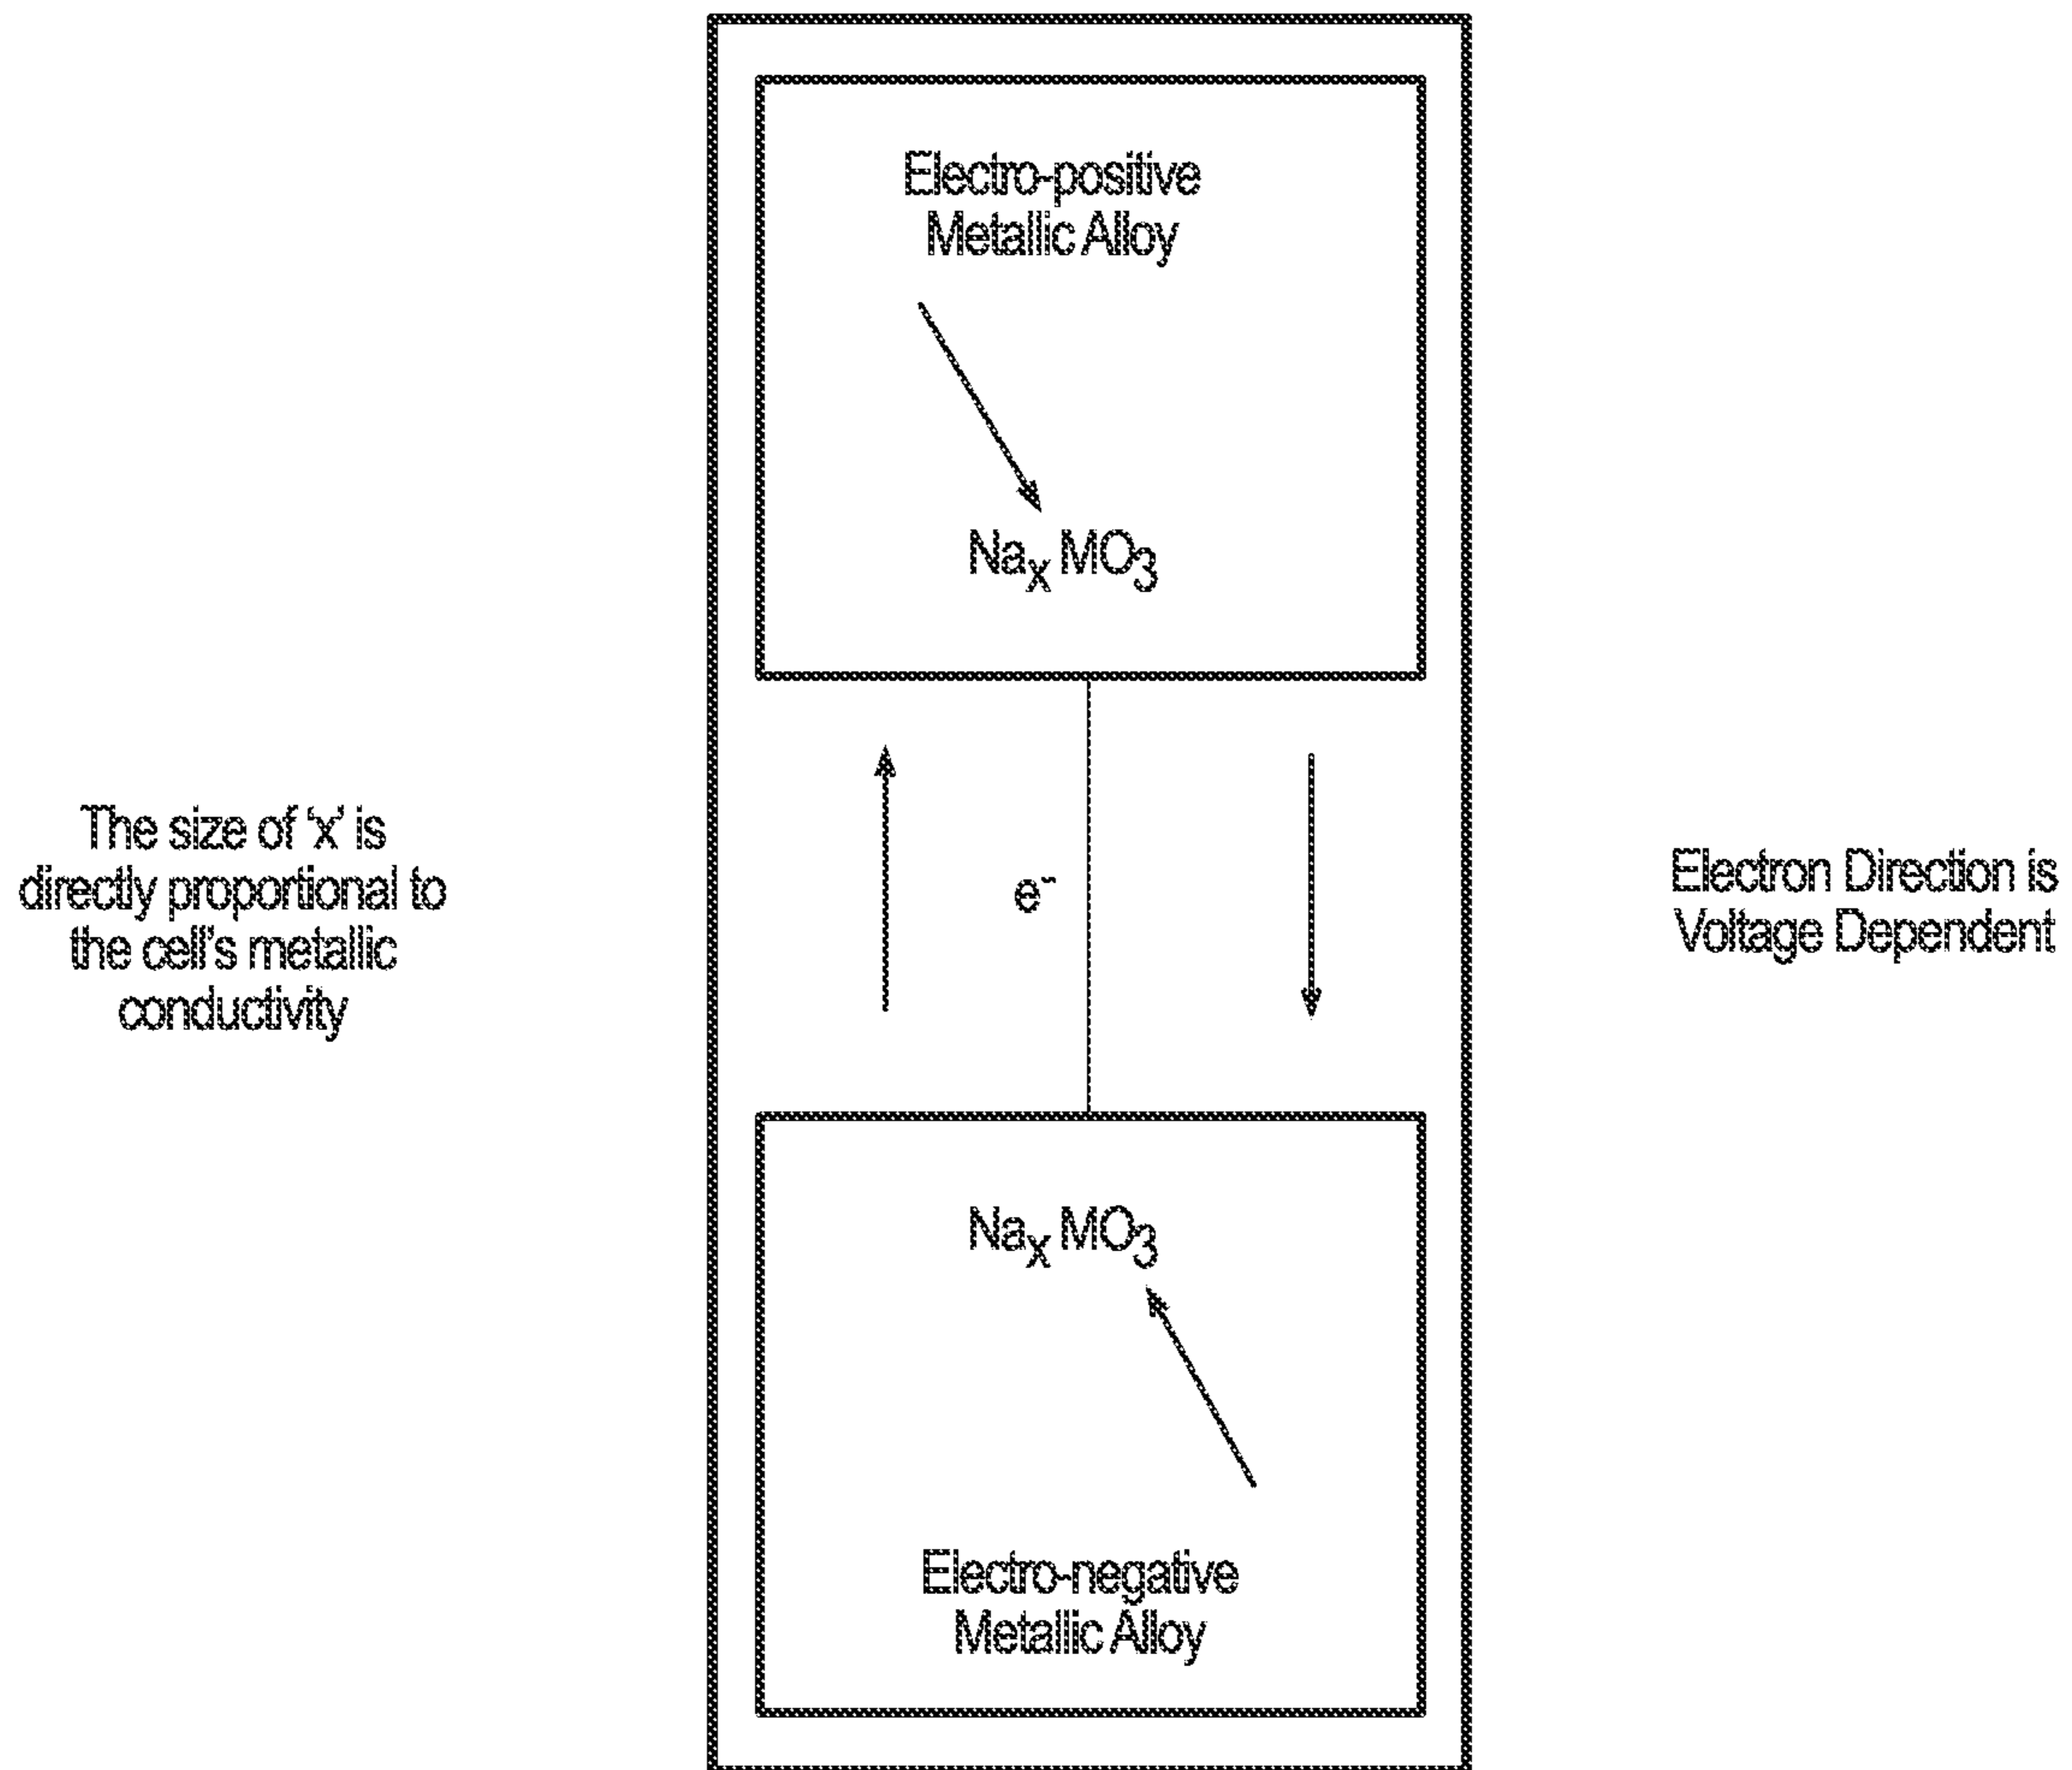 Electro-positive
Metallic Alloy
Naₓ MO₃
The size of ‘x’ is
directly proportional to
the cell’s metallic
conductivity
e⁻
Electron Direction is
Voltage Dependent
Naₓ MO₃
Electro-negative
Metallic Alloy